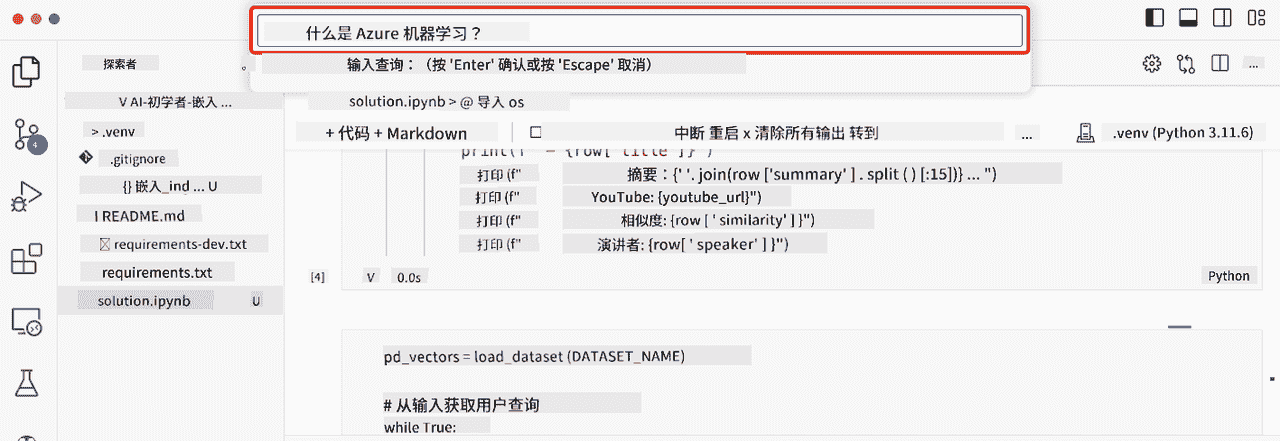 什么是 Azure 机器学习？
输入查询：（按 'Enter' 确认或按 'Escape' 取消）
探索者
。
...
V AI-初学者-嵌入 ...
solution.ipynb > @ 导入 os
> .venv
+ 代码 + Markdown
中断 重启 x 清除所有输出 转到
...
.venv (Python 3.11.6)
4
.gitignore
print(f" {row[ title ]} ")
打印 (f" 摘要：{' '. join(row ['summary' ] . split ( ) [:15])} ... ")
{} 嵌入_ind ... U
打印 (f" YouTube: {youtube_url}")
I README.md
打印 (f" 相似度: {row [ ' similarity' ] }")
requirements-dev.txt
打印 (f" 演讲者: {row[ ' speaker' ] }")
requirements.txt
[4] V 0.0s
Python
solution.ipynb U
pd_vectors = load_dataset (DATASET_NAME)
# 从输入获取用户查询
while True: